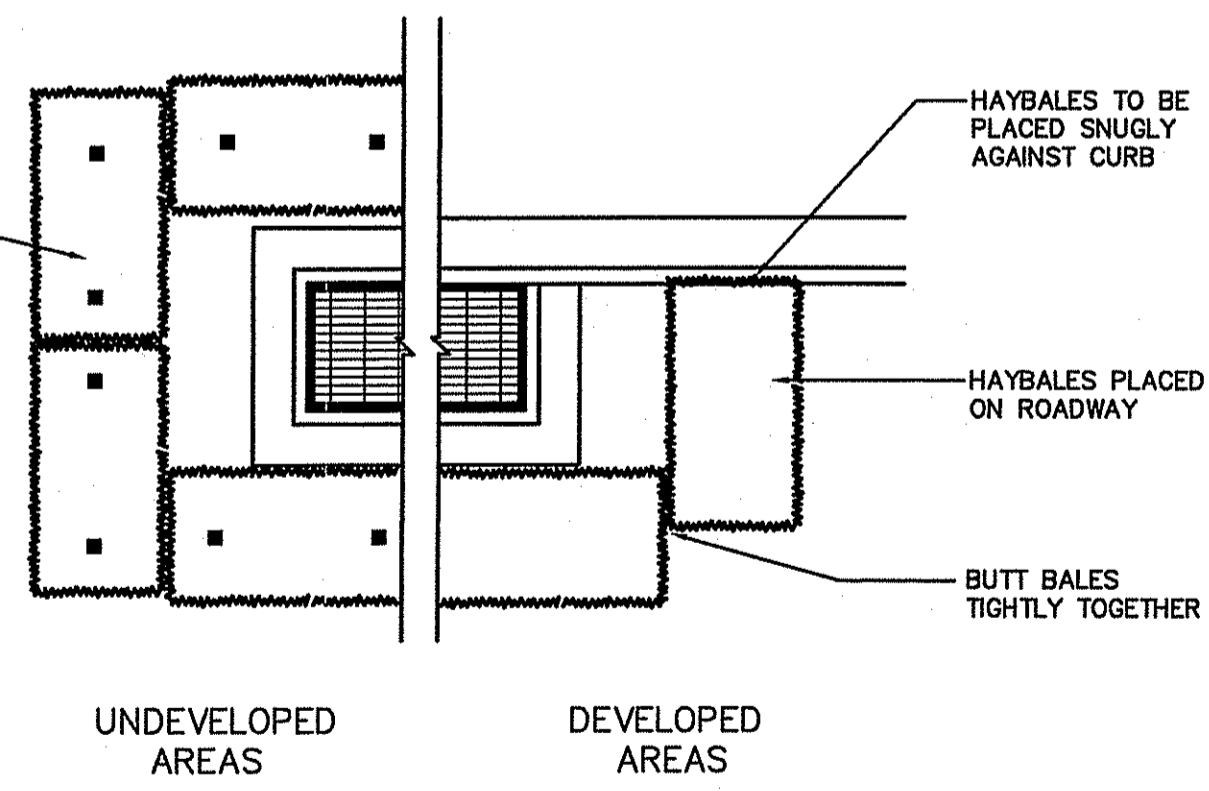 HAYBALES TO BE
PLACED SNUGLY
AGAINST CURB
HAYBALES PLACED
ON ROADWAY
BUTT BALES
TIGHTLY TOGETHER
UNDEVELOPED
AREAS
DEVELOPED
AREAS